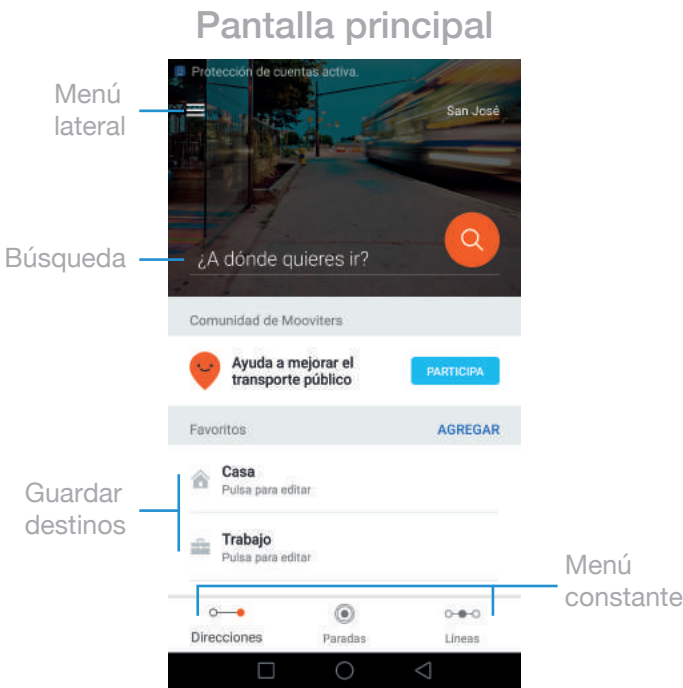 Pantalla principal
Protección de cuentas activa.
Menú
lateral
San José
Búsqueda
¿A dónde quieres ir?
Comunidad de Mooviters
Ayuda a mejorar el
transporte público
PARTICIPA
Favoritos
AGREGAR
Casa
Pulsa para editar
Guardar
destinos
Trabajo
Pulsa para editar
Menú
constante
Direcciones
Paradas
Líneas